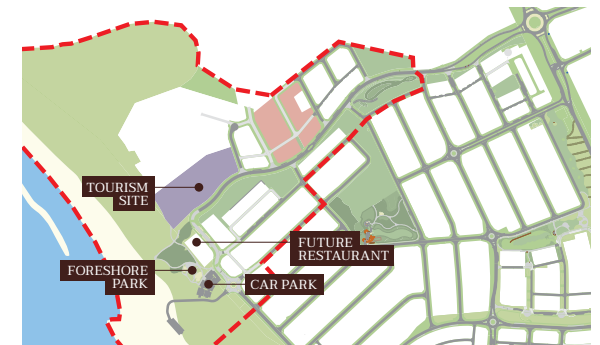 TOURISM
SITE
FUTURE
RESTAURANT
FORESHORE
PARK
CAR PARK